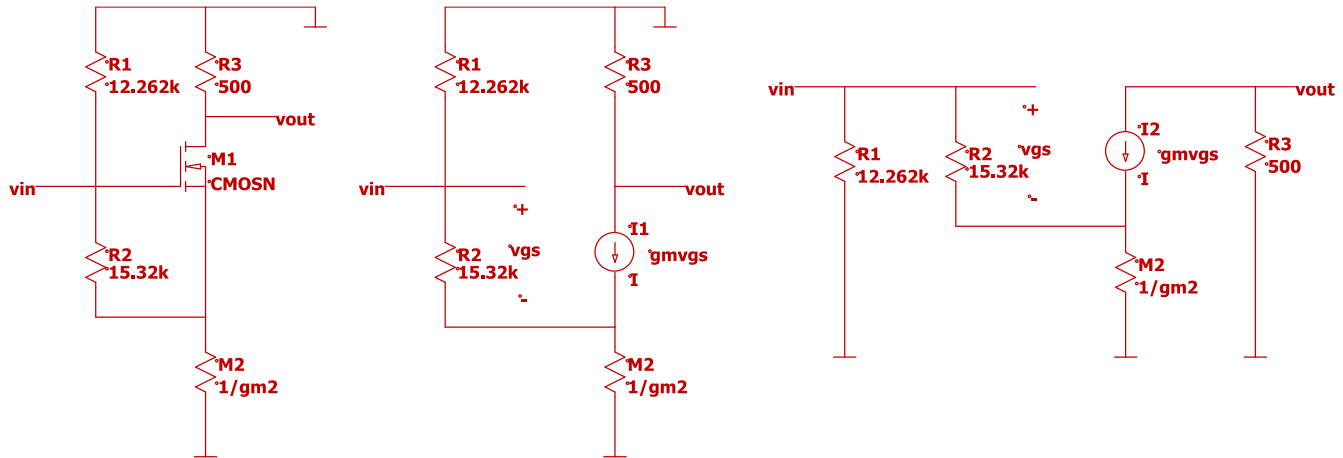 R1
12.262k
R3
500
vout
M1
CMOSN
vin
R2
15.32k
M2
1/gm2
R1
12.262k
R3
500
vin
vout
+
vgs
-
R2
15.32k
I1
gmvgs
I
M2
1/gm2
vin
vout
+
vgs
-
R1
12.262k
R2
15.32k
I2
gmvgs
I
R3
500
M2
1/gm2